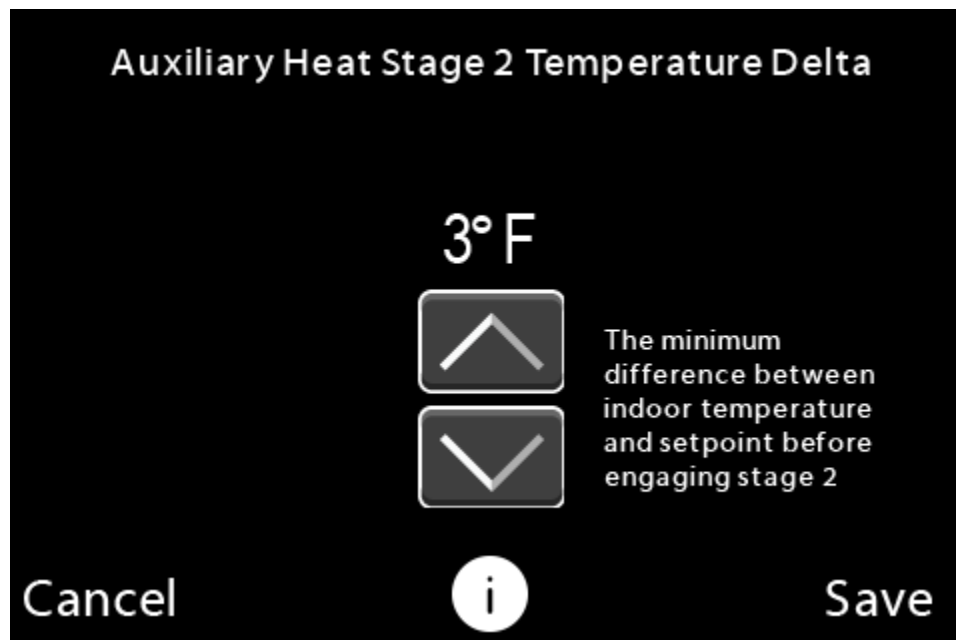 Auxiliary Heat Stage 2 Temperature Delta
3° F
The minimum
difference between
indoor temperature
and setpoint before
engaging stage 2
Cancel
i
Save